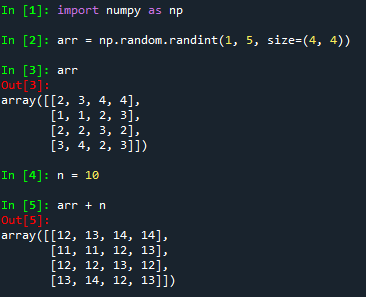 In [1]: import numpy as np
In [2]: arr = np.random.randint(1, 5, size=(4, 4))
In [3]: arr
Out[3]:
array([[2, 3, 4, 4],
       [1, 1, 2, 3],
       [2, 2, 3, 2],
       [3, 4, 2, 3]])
In [4]: n = 10
In [5]: arr + n
Out[5]:
array([[12, 13, 14, 14],
       [11, 11, 12, 13],
       [12, 12, 13, 12],
       [13, 14, 12, 13]])